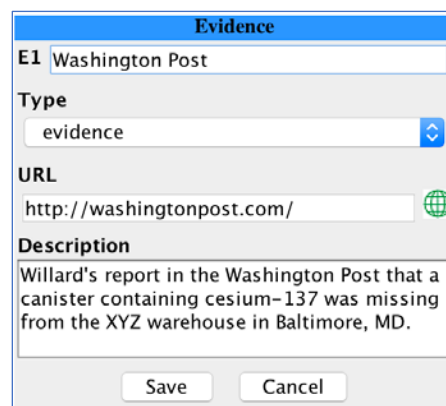 Evidence
E1 Washington Post
Type
evidence
URL
http://washingtonpost.com/
Description
Willard's report in the Washington Post that a
canister containing cesium-137 was missing
from the XYZ warehouse in Baltimore, MD.
Save Cancel